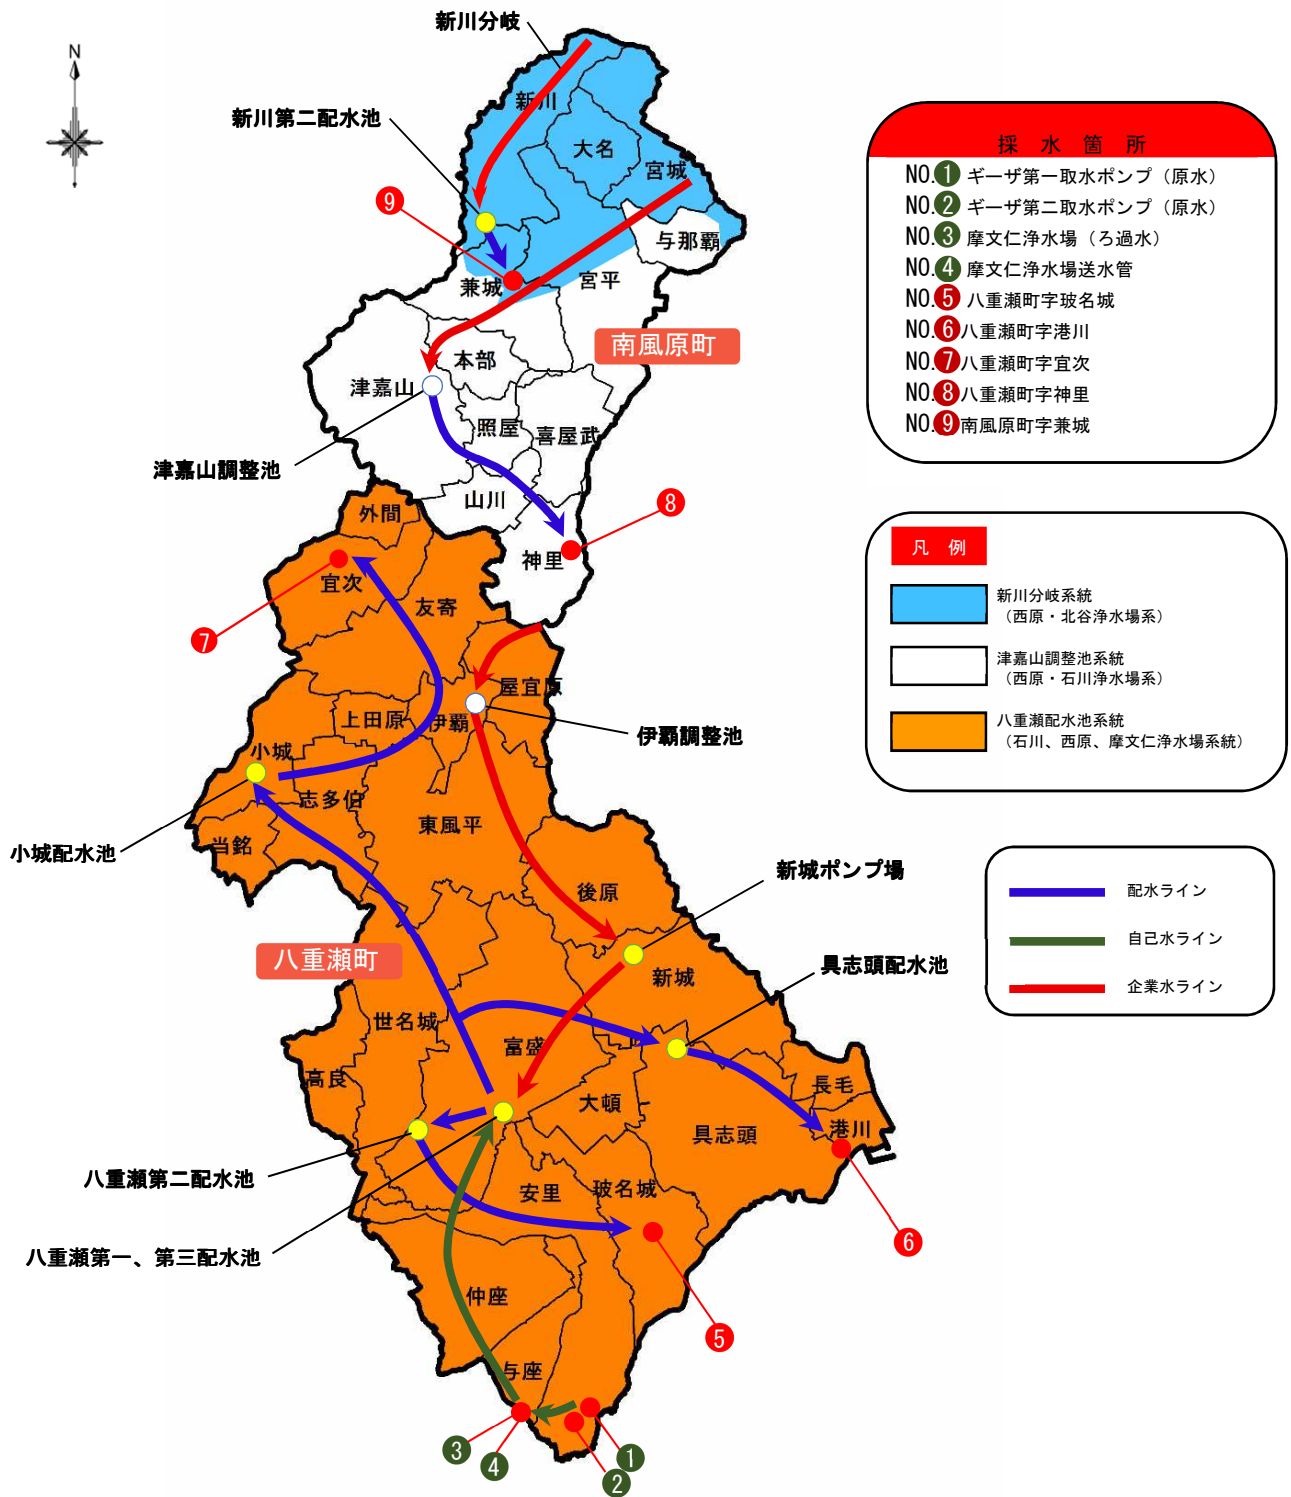 新川分岐
N
新川
新川第二配水池
大名
宮城
9
与那覇
兼城
宮平
南風原町
本部
津嘉山
照屋
喜屋武
津嘉山調整池
山川
8
外間
神里
宜次
友寄
7
屋宜原
上田原
伊覇
伊覇調整池
小城
志多伯
東風平
当銘
小城配水池
新城ポンプ場
後原
八重瀬町
具志頭配水池
新城
世名城
富盛
高良
長毛
大頓
港川
具志頭
八重瀬第二配水池
安里
玻名城
6
八重瀬第一、第三配水池
仲座
5
与座
3
4
1
2
採水箇所
NO.1 ギーザ第一取水ポンプ（原水）
NO.2 ギーザ第二取水ポンプ（原水）
NO.3 摩文仁浄水場（ろ過水）
NO.4 摩文仁浄水場送水管
NO.5 八重瀬町字玻名城
NO.6 八重瀬町字港川
NO.7 八重瀬町字宜次
NO.8 八重瀬町字神里
NO.9 南風原町字兼城
凡例
新川分岐系統
（西原・北谷浄水場系）
津嘉山調整池系統
（西原・石川浄水場系）
八重瀬配水池系統
（石川、西原、摩文仁浄水場系統）
配水ライン
自己水ライン
企業水ライン